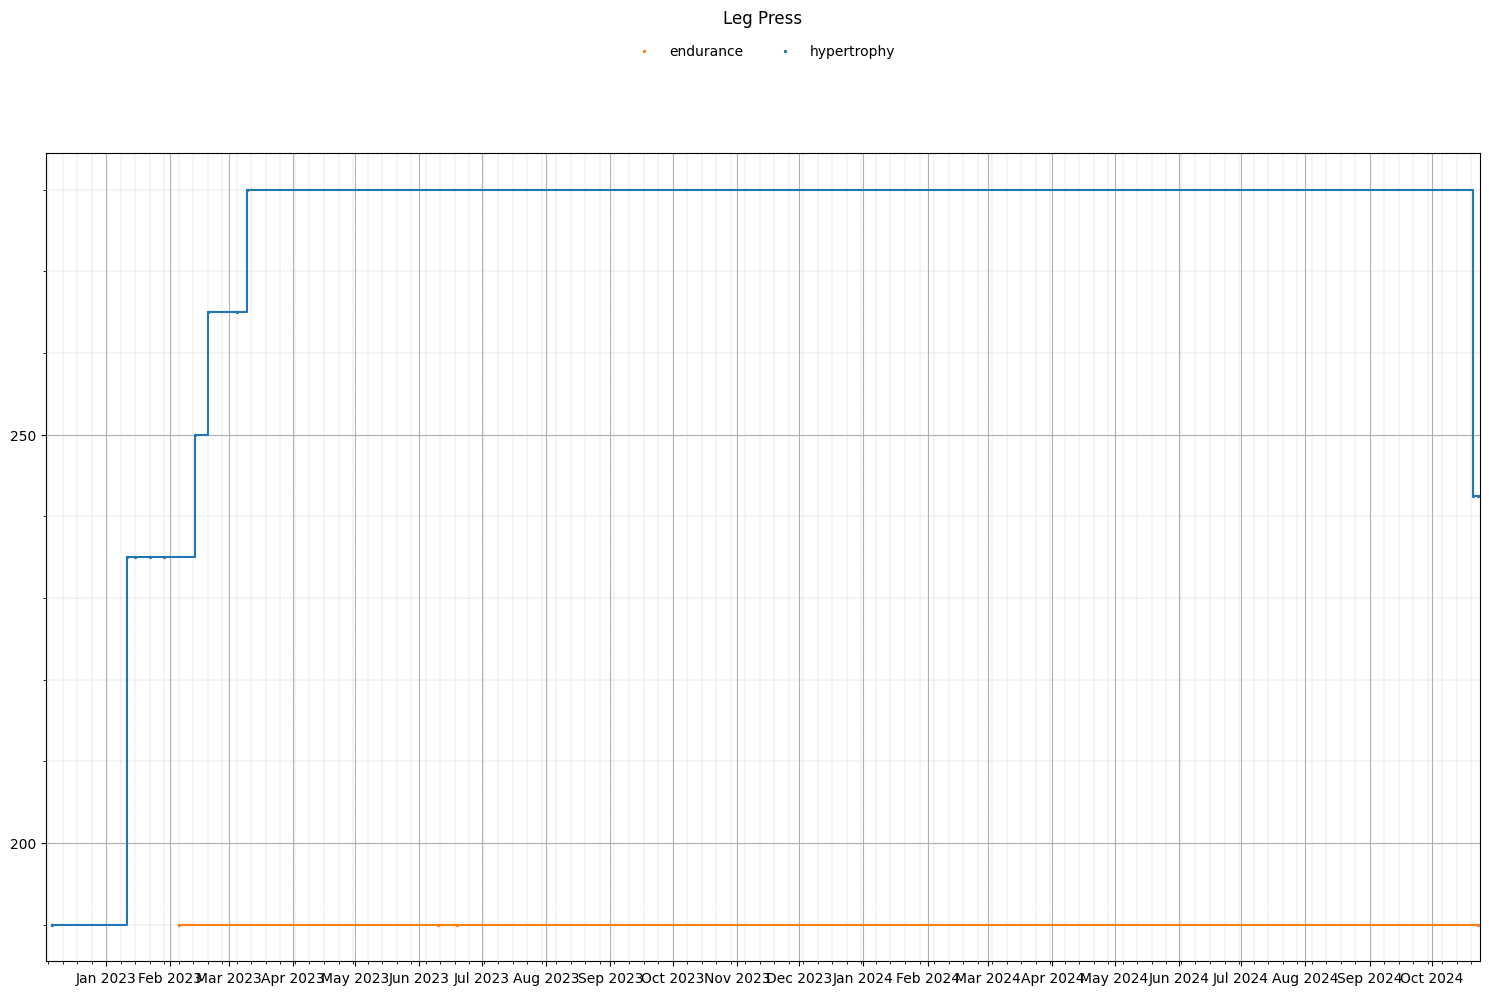 Leg Press
endurance hypertrophy
250
200
Jan 2023 Feb 2023 Mar 2023 Apr 2023 May 2023 Jun 2023 Jul 2023 Aug 2023 Sep 2023 Oct 2023 Nov 2023 Dec 2023 Jan 2024 Feb 2024 Mar 2024 Apr 2024 May 2024 Jun 2024 Jul 2024 Aug 2024 Sep 2024 Oct 2024